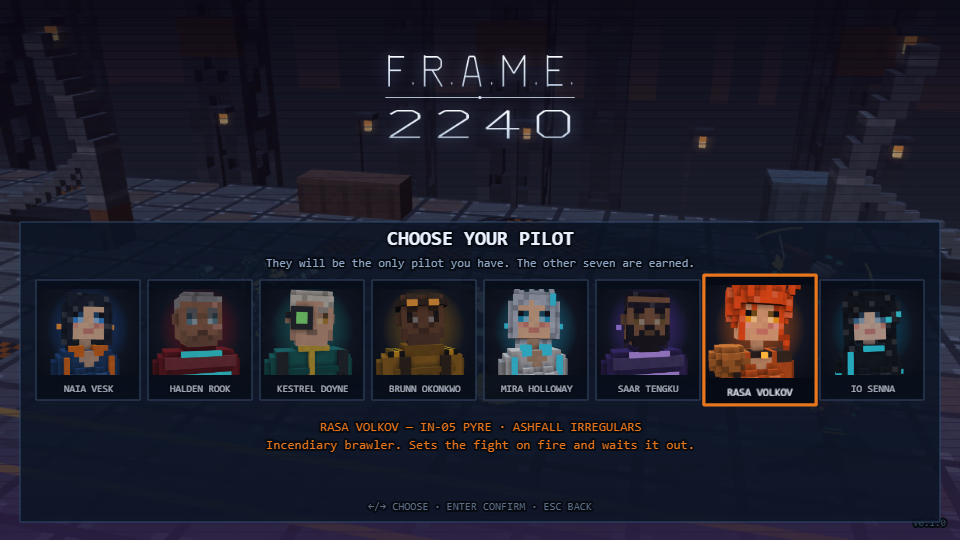 F.R.A.M.E.
2240
CHOOSE YOUR PILOT
They will be the only pilot you have. The other seven are earned.
NAIA VESK
HALDEN ROOK
KESTREL DOYNE
BRUNN OKONKWO
MIRA HOLLOWAY
SAAR TENGKU
RASA VOLKOV
IO SENNA
RASA VOLKOV — IN-05 PYRE · ASHFALL IRREGULARS
Incendiary brawler. Sets the fight on fire and waits it out.
←/→ CHOOSE · ENTER CONFIRM · ESC BACK